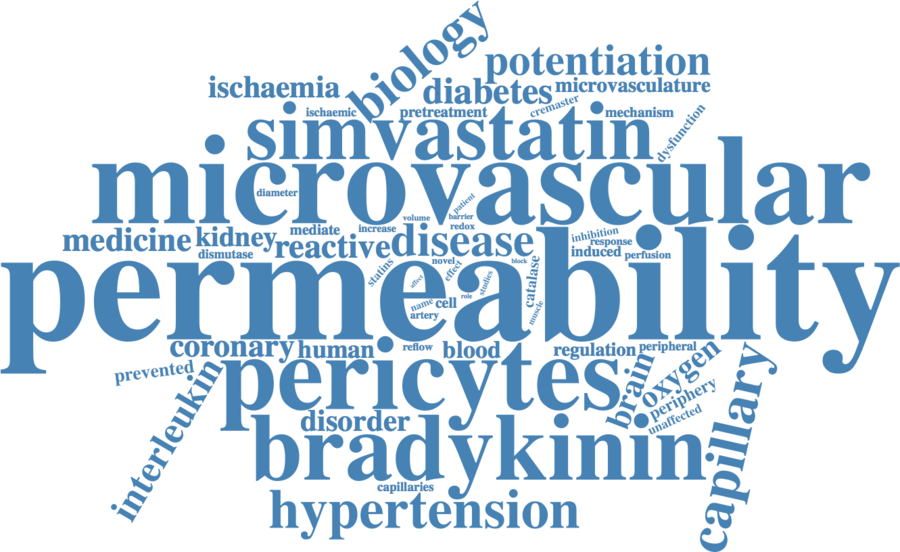 biology
potentiation
ischaemia
diabetes
microvasculature
ischaemic
pretreatment
cremaster
mechanism
simvastatin
dysfunction
microvascular
diameter
patient
volume
barrier
redox
medicine
kidney
mediate
increase
reactive
disease
inhibition
response
dismutase
induced
perfusion
permeability
statins
novel
effect
block
affect
studies
catalase
role
name
cell
artery
muscle
coronary
human
reflow
blood
regulation
peripheral
prevented
pericytes
brain
oxygen
periphery
unaffected
capillary
interleukin
disorder
bradykinin
capillaries
hypertension